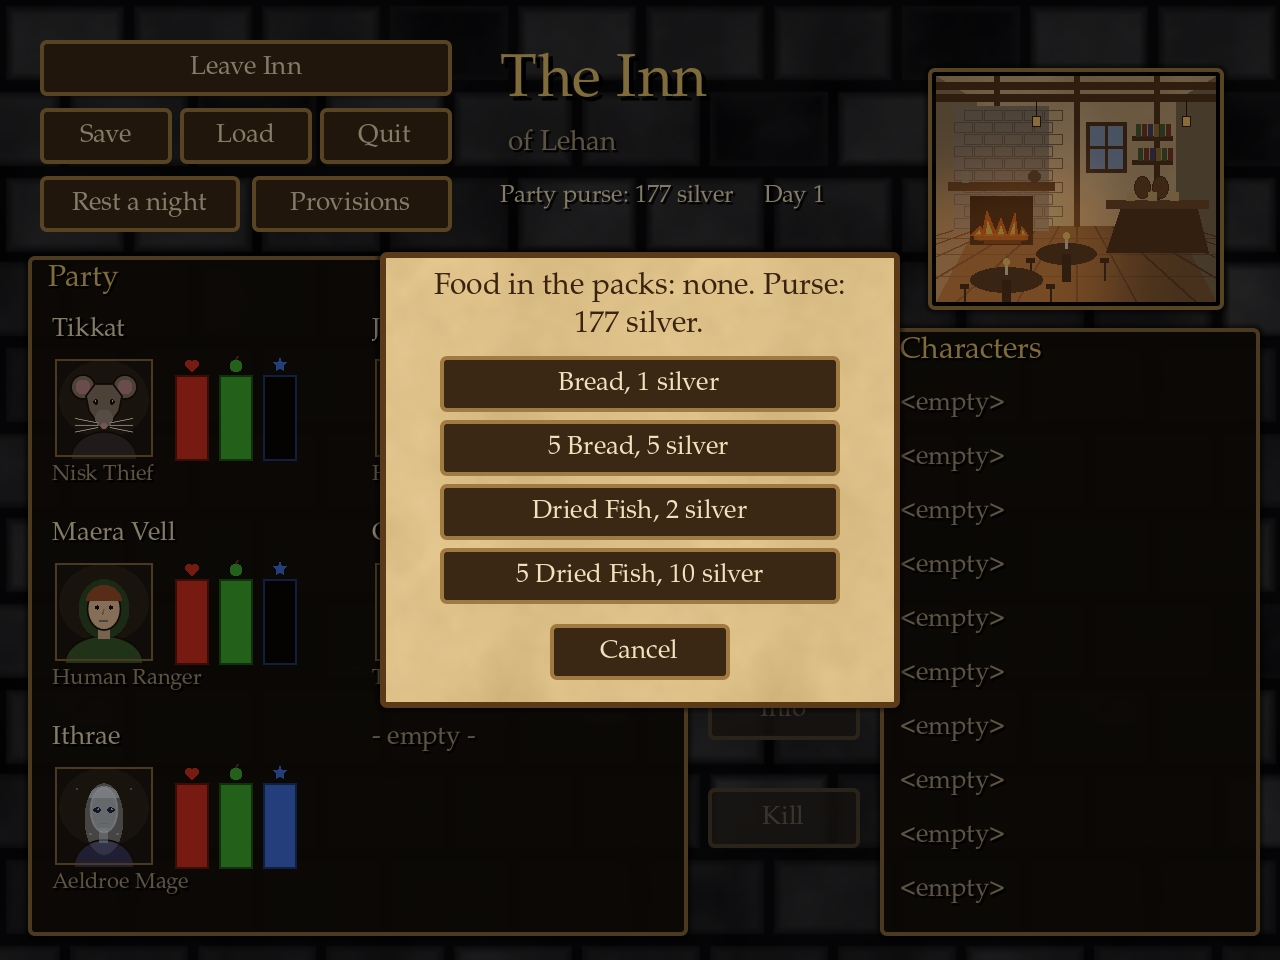 Leave Inn
Save
Load
Quit
Rest a night
Provisions
The Inn
of Lehan
Party purse: 177 silver
Day 1
Party
Tikkat
Nisk Thief
Maera Vell
Human Ranger
Ithrae
Aeldroe Mage
- empty -
Food in the packs: none. Purse:
177 silver.
Bread, 1 silver
5 Bread, 5 silver
Dried Fish, 2 silver
5 Dried Fish, 10 silver
Cancel
Info
Kill
Characters
<empty>
<empty>
<empty>
<empty>
<empty>
<empty>
<empty>
<empty>
<empty>
<empty>